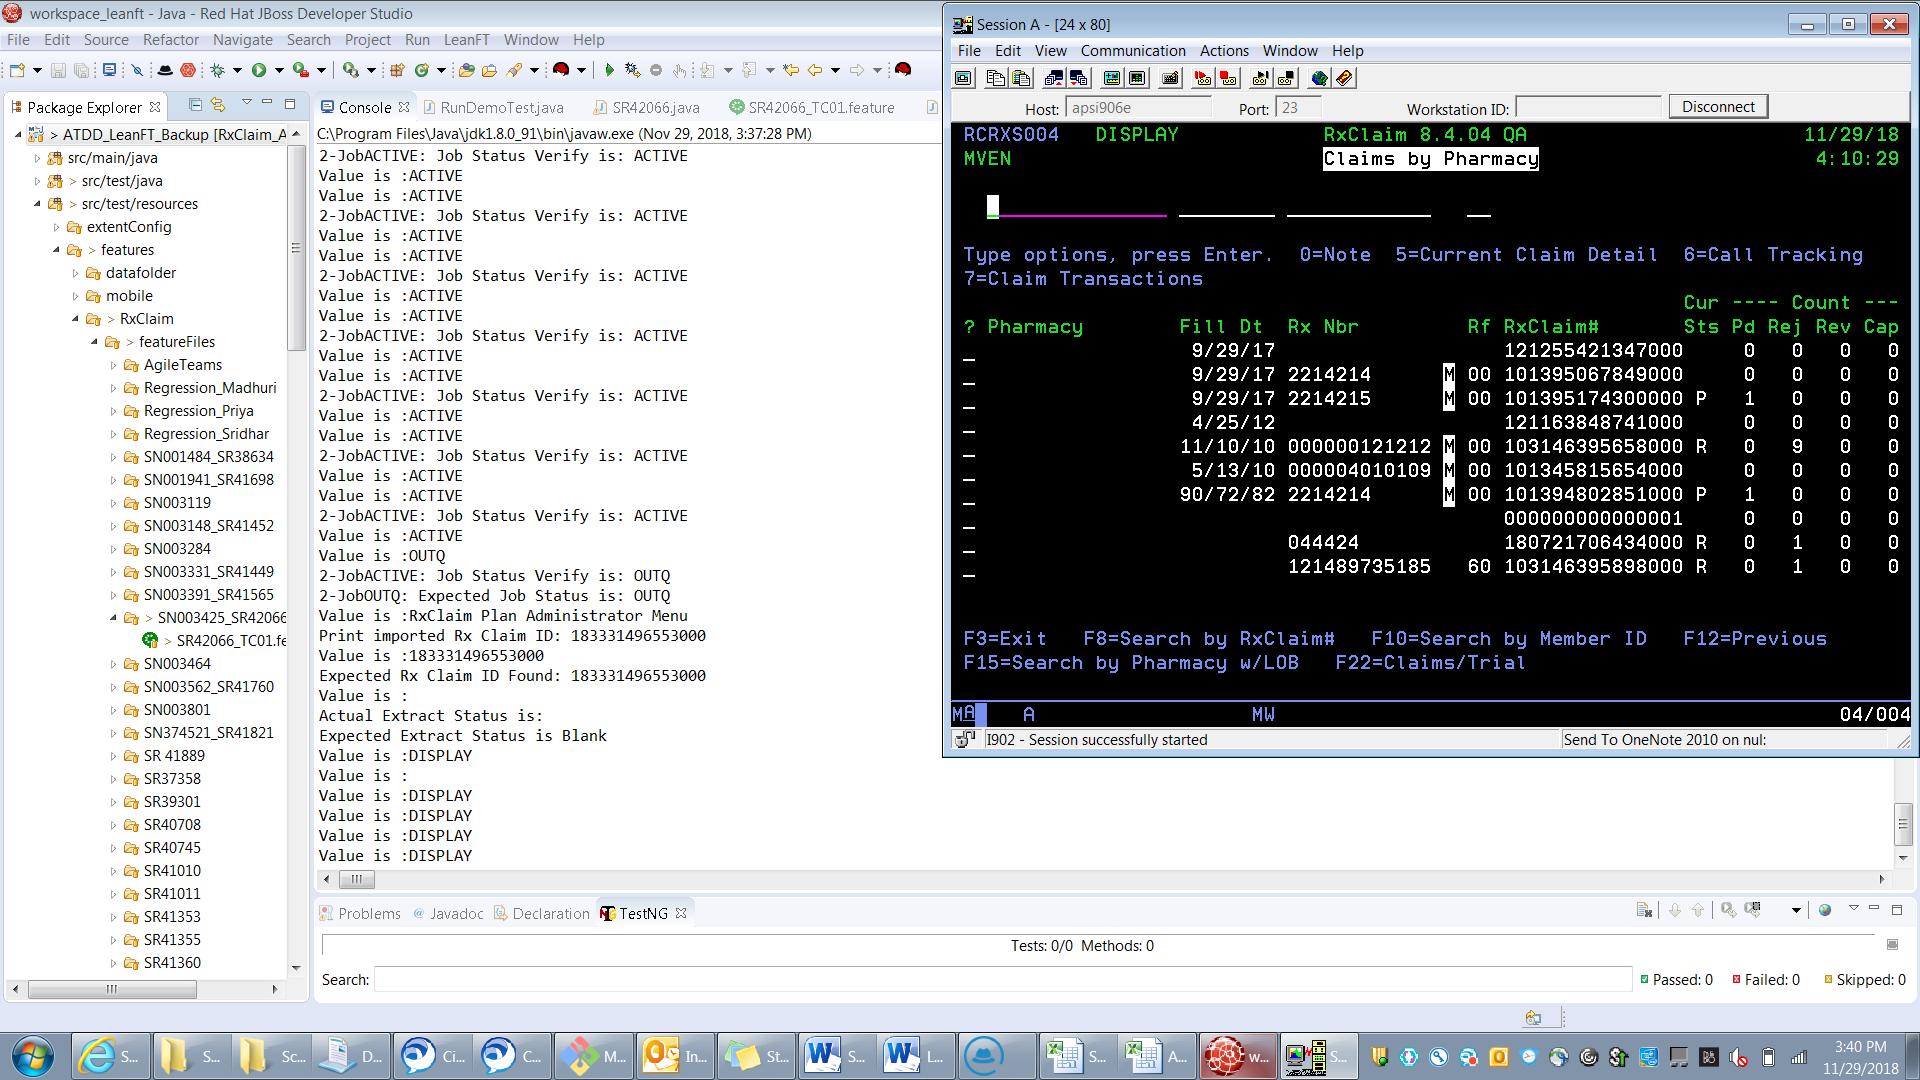 workspace_leanft - Java - Red Hat JBoss Developer Studio
File Edit Source Refactor Navigate Search Project Run LeanFT Window Help
Package Explorer
> ATDD_LeanFT_Backup [RxClaim_A
src/main/java
> src/test/java
> src/test/resources
extentConfig
> features
datafolder
mobile
> RxClaim
> featureFiles
AgileTeams
Regression_Madhuri
Regression_Priya
Regression_Sridhar
SN001484_SR38634
SN001941_SR41698
SN003119
SN003148_SR41452
SN003284
SN003331_SR41449
SN003391_SR41565
> SN003425_SR42066
> SR42066_TC01.fe
SN003464
SN003562_SR41760
SN003801
SN374521_SR41821
SR 41889
SR37358
SR39301
SR40708
SR40745
SR41010
SR41011
SR41353
SR41355
SR41360
Console RunDemoTest.java SR42066.java SR42066_TC01.feature
C:\Program Files\Java\jdk1.8.0_91\bin\javaw.exe (Nov 29, 2018, 3:37:28 PM)
2-JobACTIVE: Job Status Verify is: ACTIVE
Value is :ACTIVE
Value is :ACTIVE
2-JobACTIVE: Job Status Verify is: ACTIVE
Value is :ACTIVE
Value is :ACTIVE
2-JobACTIVE: Job Status Verify is: ACTIVE
Value is :ACTIVE
Value is :ACTIVE
2-JobACTIVE: Job Status Verify is: ACTIVE
Value is :ACTIVE
Value is :ACTIVE
2-JobACTIVE: Job Status Verify is: ACTIVE
Value is :ACTIVE
Value is :ACTIVE
2-JobACTIVE: Job Status Verify is: ACTIVE
Value is :ACTIVE
Value is :ACTIVE
2-JobACTIVE: Job Status Verify is: ACTIVE
Value is :ACTIVE
Value is :OUTQ
2-JobACTIVE: Job Status Verify is: OUTQ
2-JobOUTQ: Expected Job Status is: OUTQ
Value is :RxClaim Plan Administrator Menu
Print imported Rx Claim ID: 183331496553000
Value is :183331496553000
Expected Rx Claim ID Found: 183331496553000
Value is :
Actual Extract Status is:
Expected Extract Status is Blank
Value is :DISPLAY
Value is :
Value is :DISPLAY
Value is :DISPLAY
Value is :DISPLAY
Value is :DISPLAY
Session A - [24 x 80]
File Edit View Communication Actions Window Help
Host: apsi906e Port: 23 Workstation ID: Disconnect
RCRXS004 DISPLAY RxClaim 8.4.04 QA 11/29/18
MVEN Claims by Pharmacy 4:10:29
Type options, press Enter. 0=Note 5=Current Claim Detail 6=Call Tracking
7=Claim Transactions
Cur ---- Count ---
? Pharmacy Fill Dt Rx Nbr Rf RxClaim# Sts Pd Rej Rev Cap
_ 9/29/17 121255421347000 0 0 0 0
_ 9/29/17 2214214 M 00 101395067849000 0 0 0 0
_ 9/29/17 2214215 M 00 101395174300000 P 1 0 0 0
_ 4/25/12 121163848741000 0 0 0 0
_ 11/10/10 000000121212 M 00 103146395658000 R 0 9 0 0
_ 5/13/10 000004010109 M 00 101345815654000 0 0 0 0
_ 90/72/82 2214214 M 00 101394802851000 P 1 0 0 0
_ 000000000000001 0 0 0 0
_ 044424 180721706434000 R 0 1 0 0
_ 121489735185 60 103146395898000 R 0 1 0 0
F3=Exit F8=Search by RxClaim# F10=Search by Member ID F12=Previous
F15=Search by Pharmacy w/LOB F22=Claims/Trial
MA A MW 04/004
I902 - Session successfully started Send To OneNote 2010 on nul:
Problems @ Javadoc Declaration TestNG
Tests: 0/0 Methods: 0
Search: Passed: 0 Failed: 0 Skipped: 0
S... S... Sc... D... Ci... C... M... In... St... S... L... S... A... w... S...
3:40 PM
11/29/2018